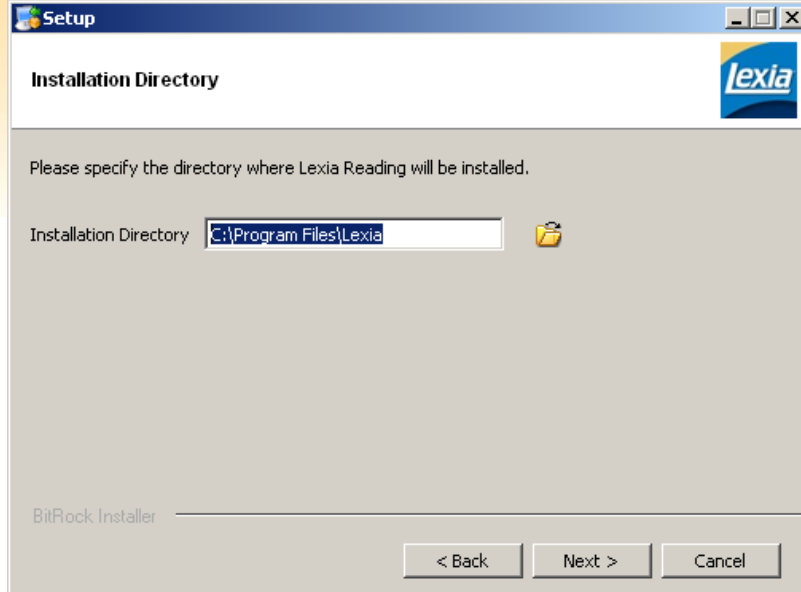 Setup
Installation Directory
lexia
Please specify the directory where Lexia Reading will be installed.
Installation Directory C:\Program Files\Lexia
BitRock Installer
< Back Next > Cancel